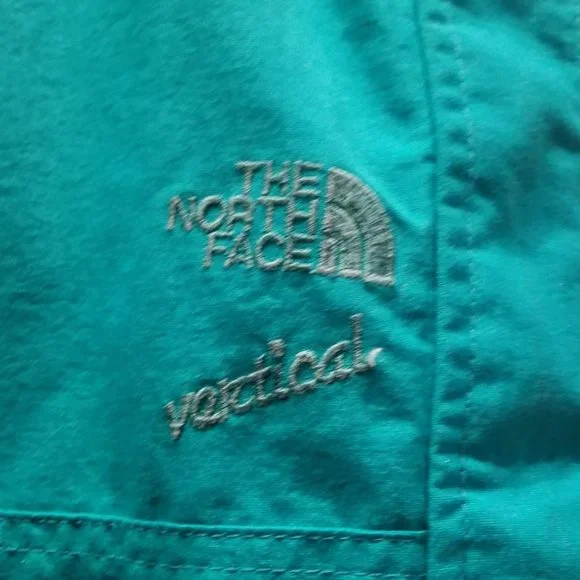 THE
NORTH
FACE
vertical.